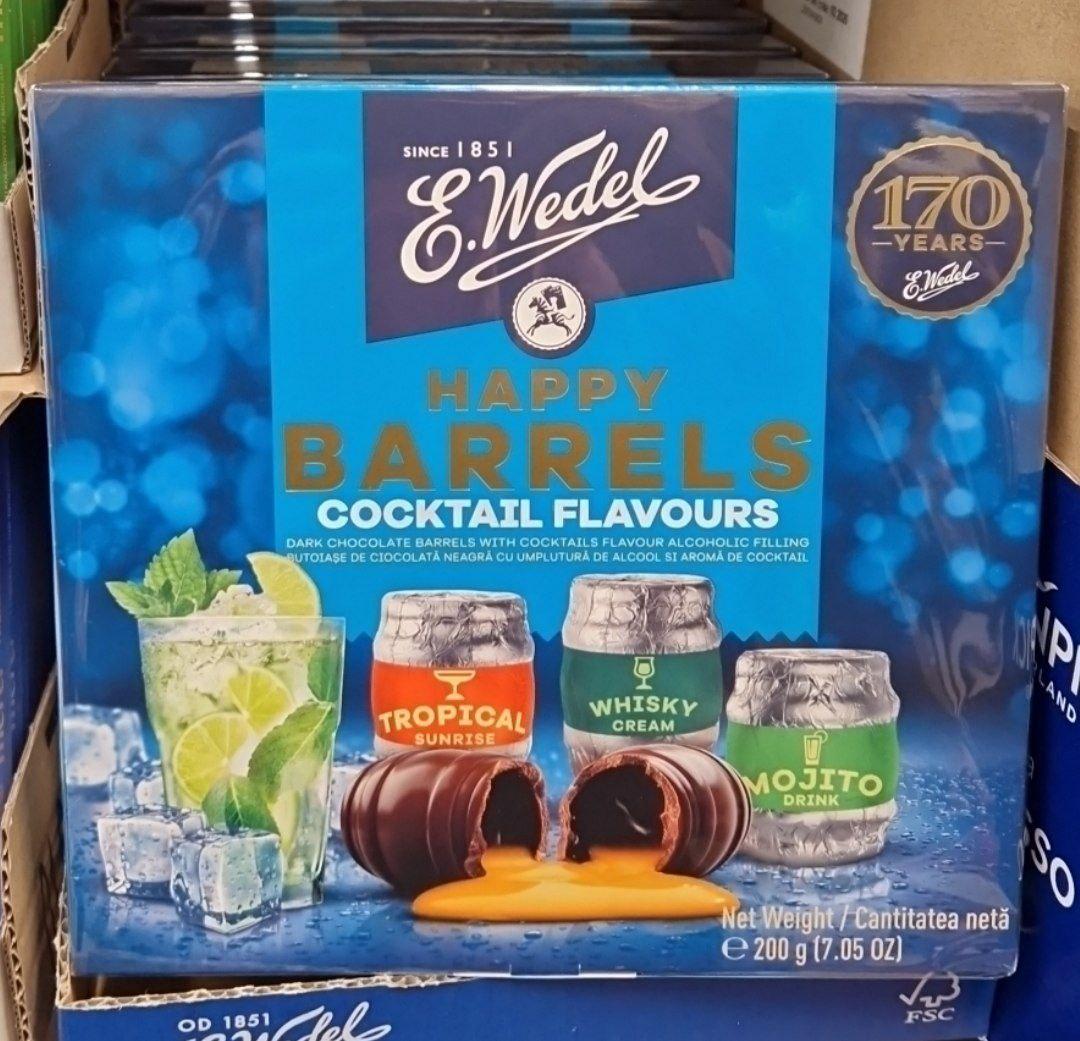 SINCE 1851
E.Wedel
170
YEARS
E.Wedel
HAPPY
BARRELS
COCKTAIL FLAVOURS
DARK CHOCOLATE BARRELS WITH COCKTAILS FLAVOUR ALCOHOLIC FILLING
BUTOIAȘE DE CIOCOLATĂ NEAGRĂ CU UMPLUTURĂ DE ALCOOL SI AROMĂ DE COCKTAIL
TROPICAL
SUNRISE
WHISKY
CREAM
MOJITO
DRINK
Net Weight / Cantitatea netă
℮ 200 g (7.05 OZ)
OD 1851
FSC